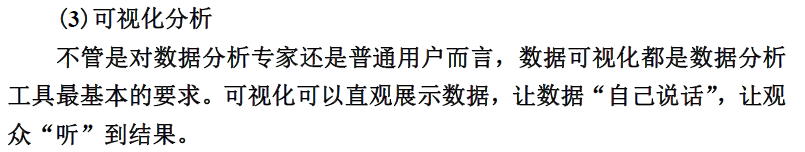 (3)可视化分析
不管是对数据分析专家还是普通用户而言，数据可视化都是数据分析
工具最基本的要求。可视化可以直观展示数据，让数据“自己说话”，让观
众“听”到结果。